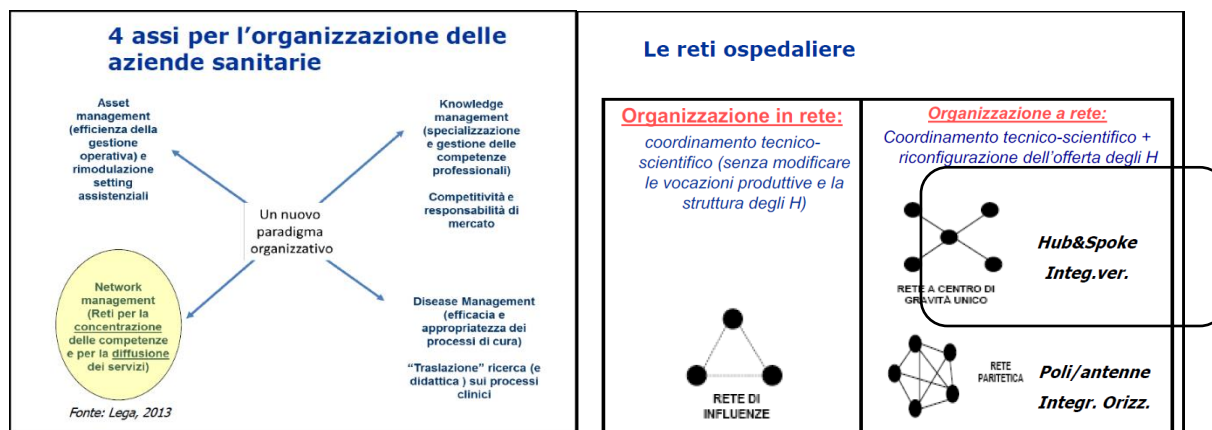 4 assi per l'organizzazione delle
aziende sanitarie
Asset
management
(efficienza della
gestione
operativa) e
rimodulazione
setting
assistenziali
Knowledge
management
(specializzazione
e gestione delle
competenze
professionali)
Competitività e
responsabilità di
mercato
Un nuovo
paradigma
organizzativo
Network
management
(Reti per la
concentrazione
delle competenze
e per la diffusione
dei servizi)
Disease Management
(efficacia e
appropriatezza dei
processi di cura)
“Traslazione” ricerca (e
didattica ) sui processi
clinici
Fonte: Lega, 2013
Le reti ospedaliere
Organizzazione in rete:
coordinamento tecnico-
scientifico (senza modificare
le vocazioni produttive e la
struttura degli H)
RETE DI
INFLUENZE
Organizzazione a rete:
Coordinamento tecnico-scientifico +
riconfigurazione dell'offerta degli H
Hub&Spoke
Integ.ver.
RETE A CENTRO DI
GRAVITÀ UNICO
RETE
PARITETICA
Poli/antenne
Integr. Orizz.